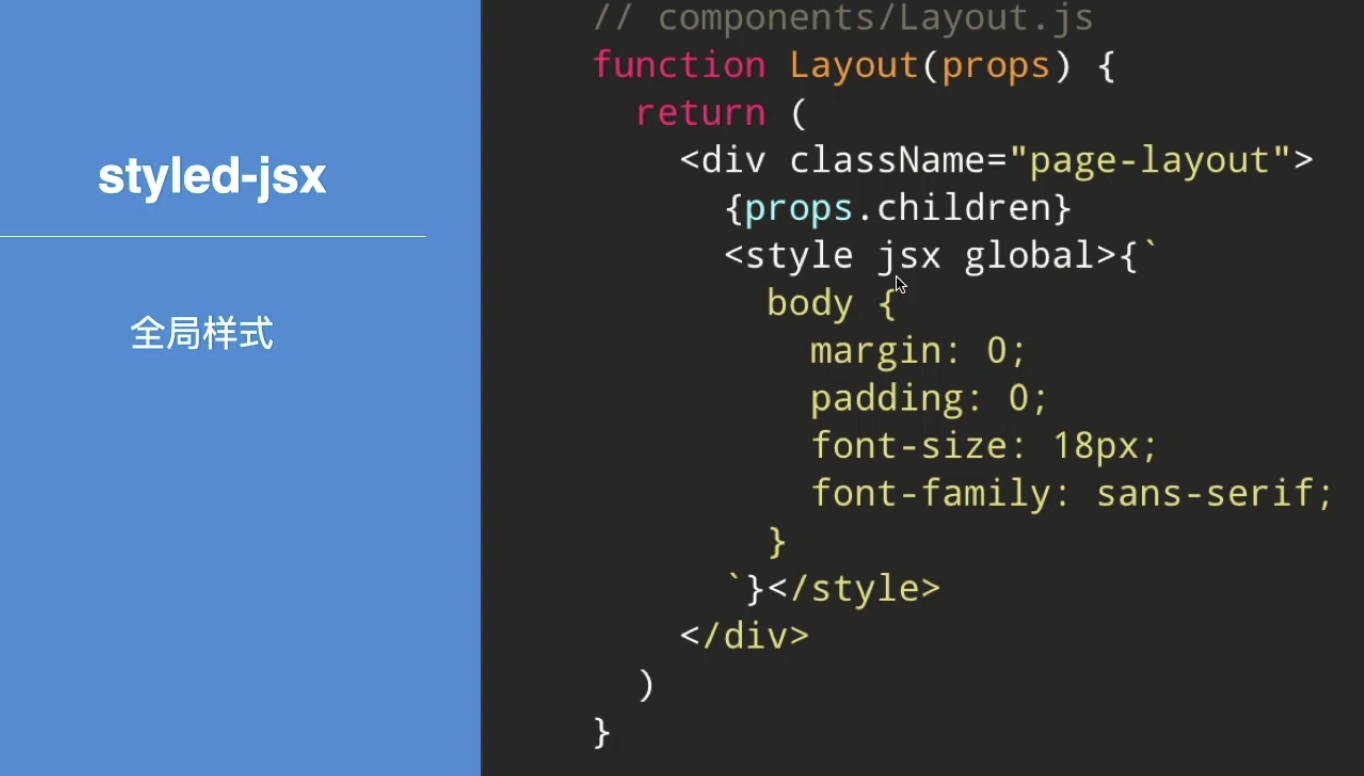 styled-jsx
全局样式
// components/Layout.js
function Layout(props) {
  return (
    <div className="page-layout">
      {props.children}
      <style jsx global>{`
        body {
          margin: 0;
          padding: 0;
          font-size: 18px;
          font-family: sans-serif;
        }
      `}</style>
    </div>
  )
}